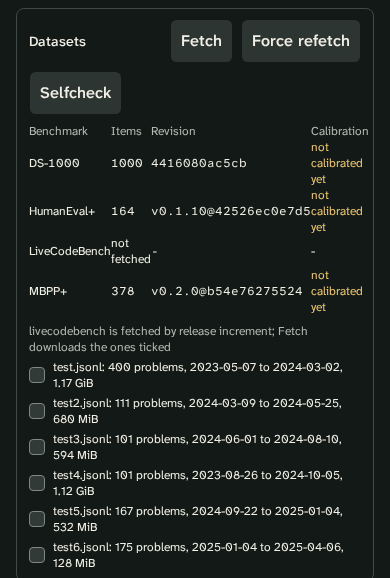 Datasets Fetch Force refetch
Selfcheck
Benchmark Items Revision Calibration
DS-1000 1000 4416080ac5cb not calibrated yet
HumanEval+ 164 v0.1.10@42526ec0e7d5 not calibrated yet
LiveCodeBench not fetched - -
MBPP+ 378 v0.2.0@b54e76275524 not calibrated yet
livecodebench is fetched by release increment; Fetch
downloads the ones ticked
test.jsonl: 400 problems, 2023-05-07 to 2024-03-02,
1.17 GiB
test2.jsonl: 111 problems, 2024-03-09 to 2024-05-25,
680 MiB
test3.jsonl: 101 problems, 2024-06-01 to 2024-08-10,
594 MiB
test4.jsonl: 101 problems, 2023-08-26 to 2024-10-05,
1.12 GiB
test5.jsonl: 167 problems, 2024-09-22 to 2025-01-04,
532 MiB
test6.jsonl: 175 problems, 2025-01-04 to 2025-04-06,
128 MiB